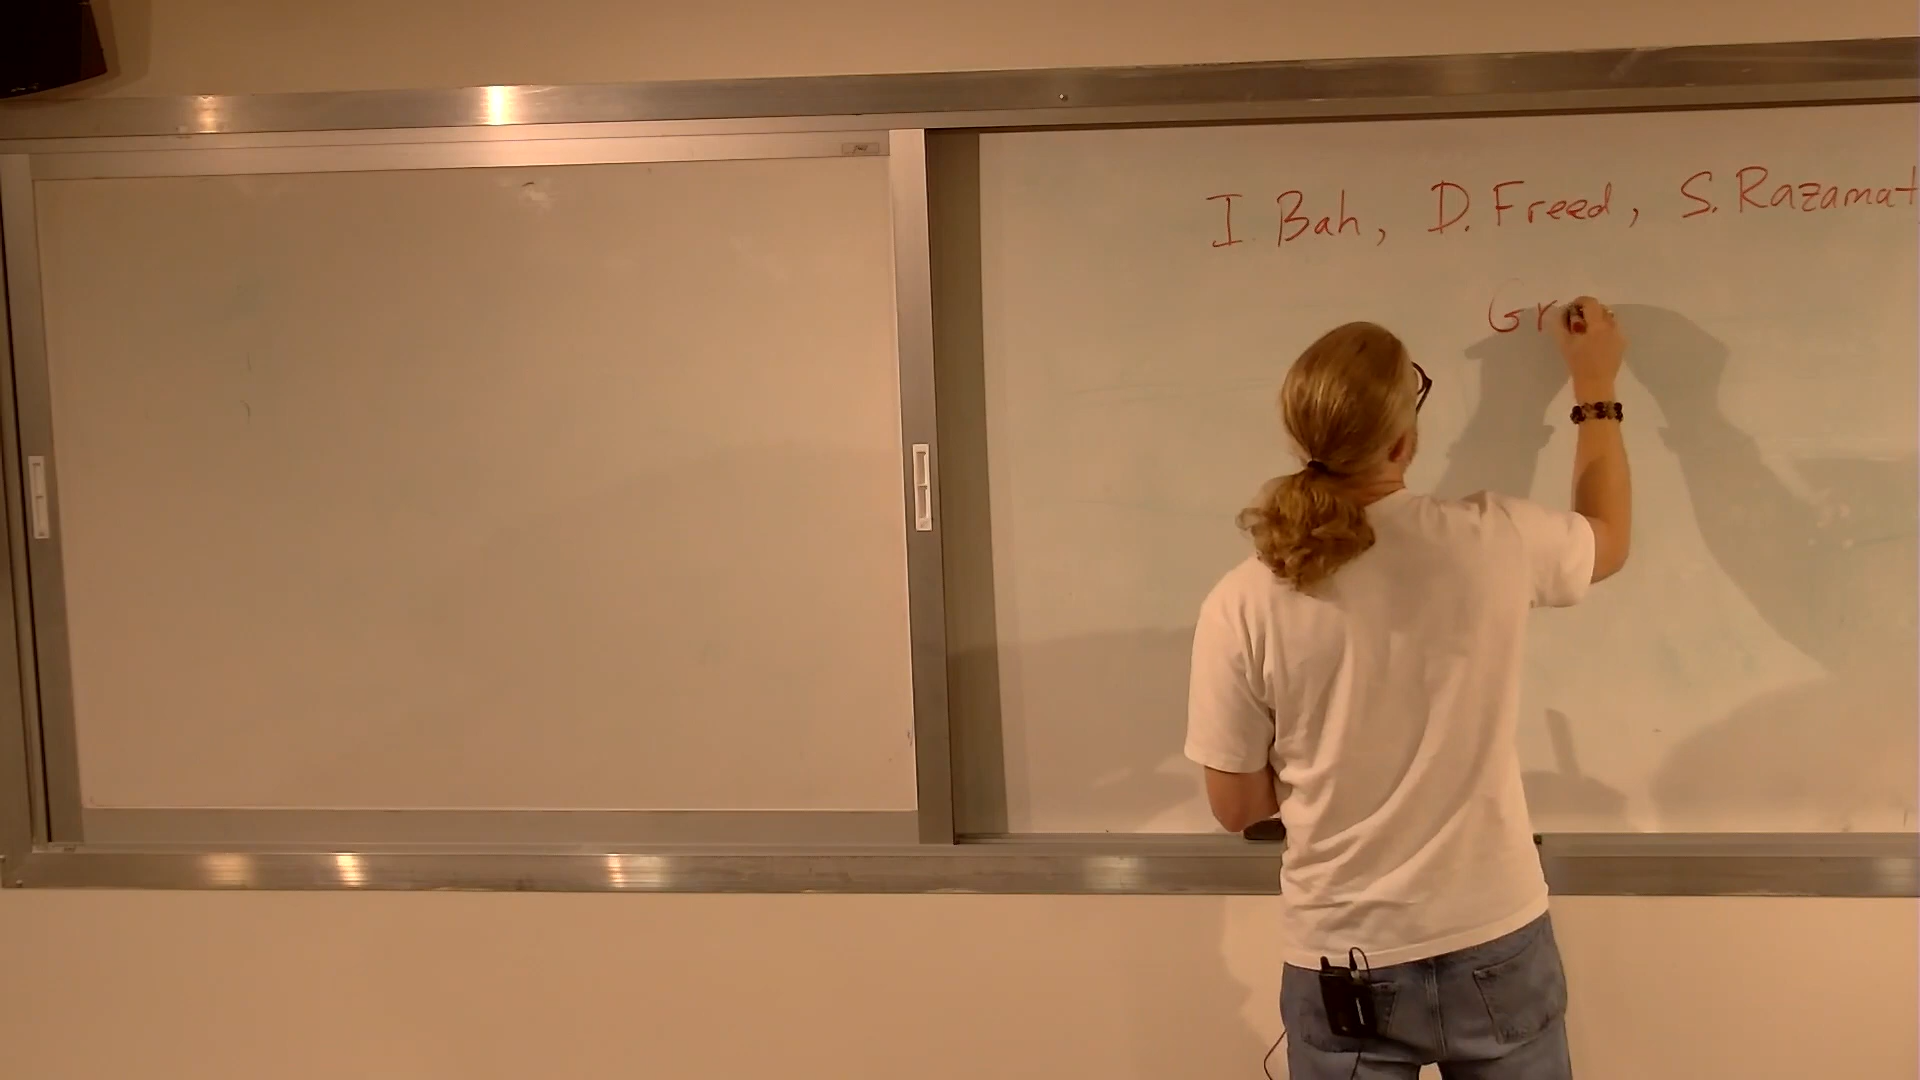 I. Bah, D. Freed, S. Razamat
Gr